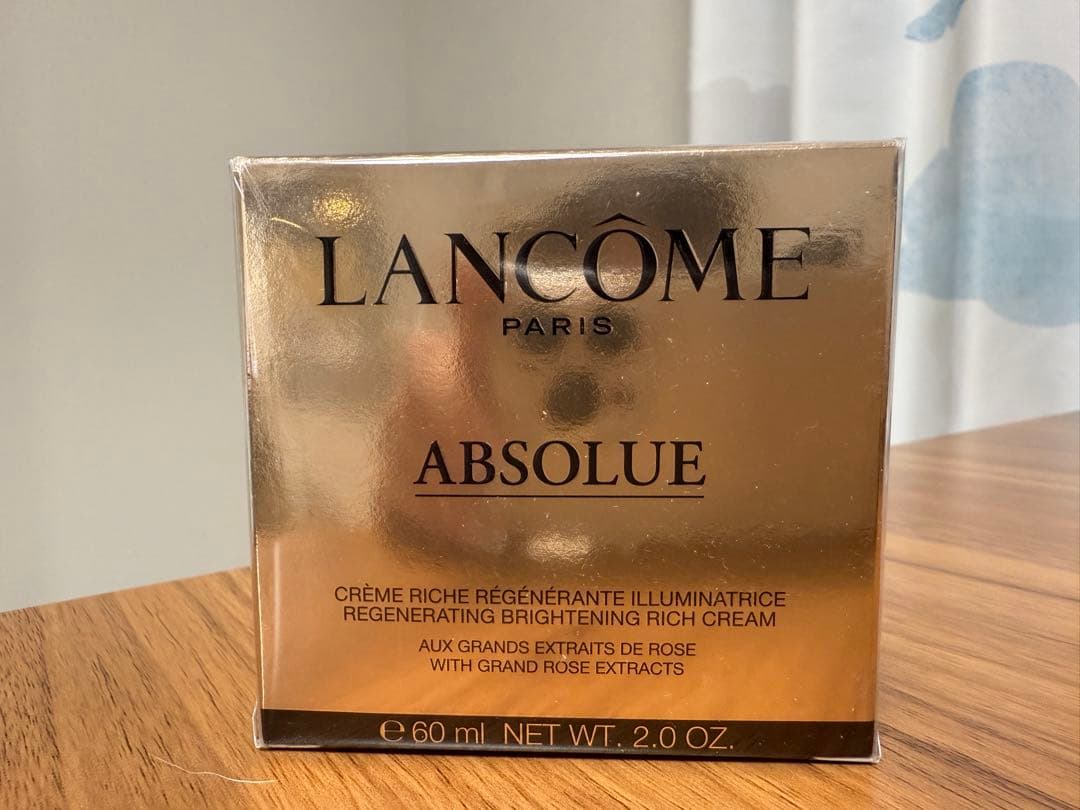 LANCÔME
PARIS
ABSOLUE
CRÈME RICHE RÉGÉNÉRANTE ILLUMINATRICE
REGENERATING BRIGHTENING RICH CREAM
AUX GRANDS EXTRAITS DE ROSE
WITH GRAND ROSE EXTRACTS
℮ 60 ml NET WT. 2.0 OZ.